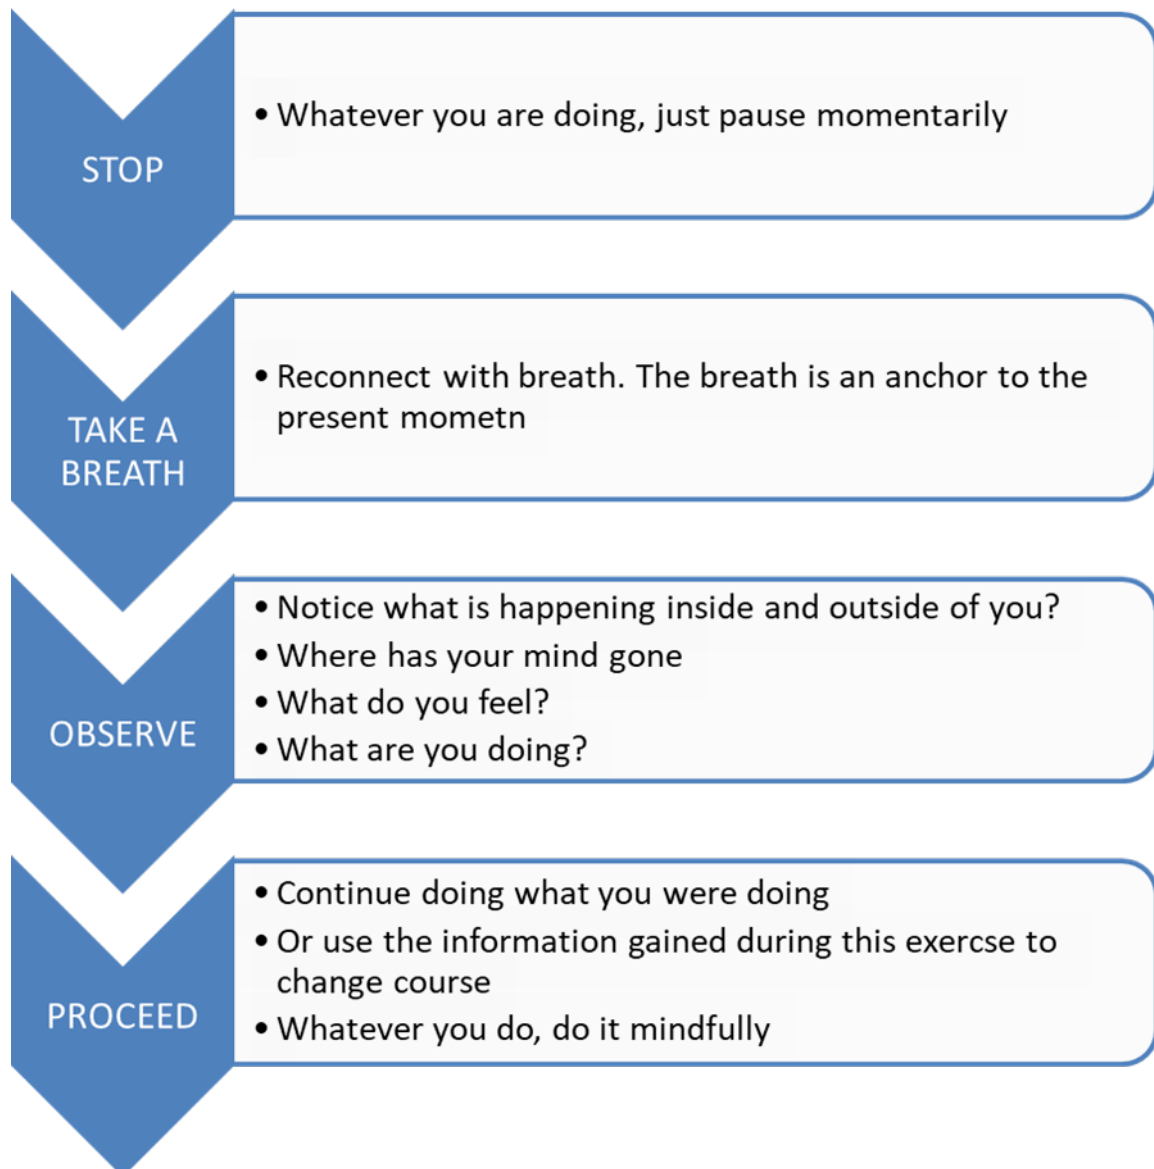 STOP
• Whatever you are doing, just pause momentarily
TAKE A
BREATH
• Reconnect with breath. The breath is an anchor to the
present mometn
OBSERVE
• Notice what is happening inside and outside of you?
• Where has your mind gone
• What do you feel?
• What are you doing?
PROCEED
• Continue doing what you were doing
• Or use the information gained during this exercse to
change course
• Whatever you do, do it mindfully